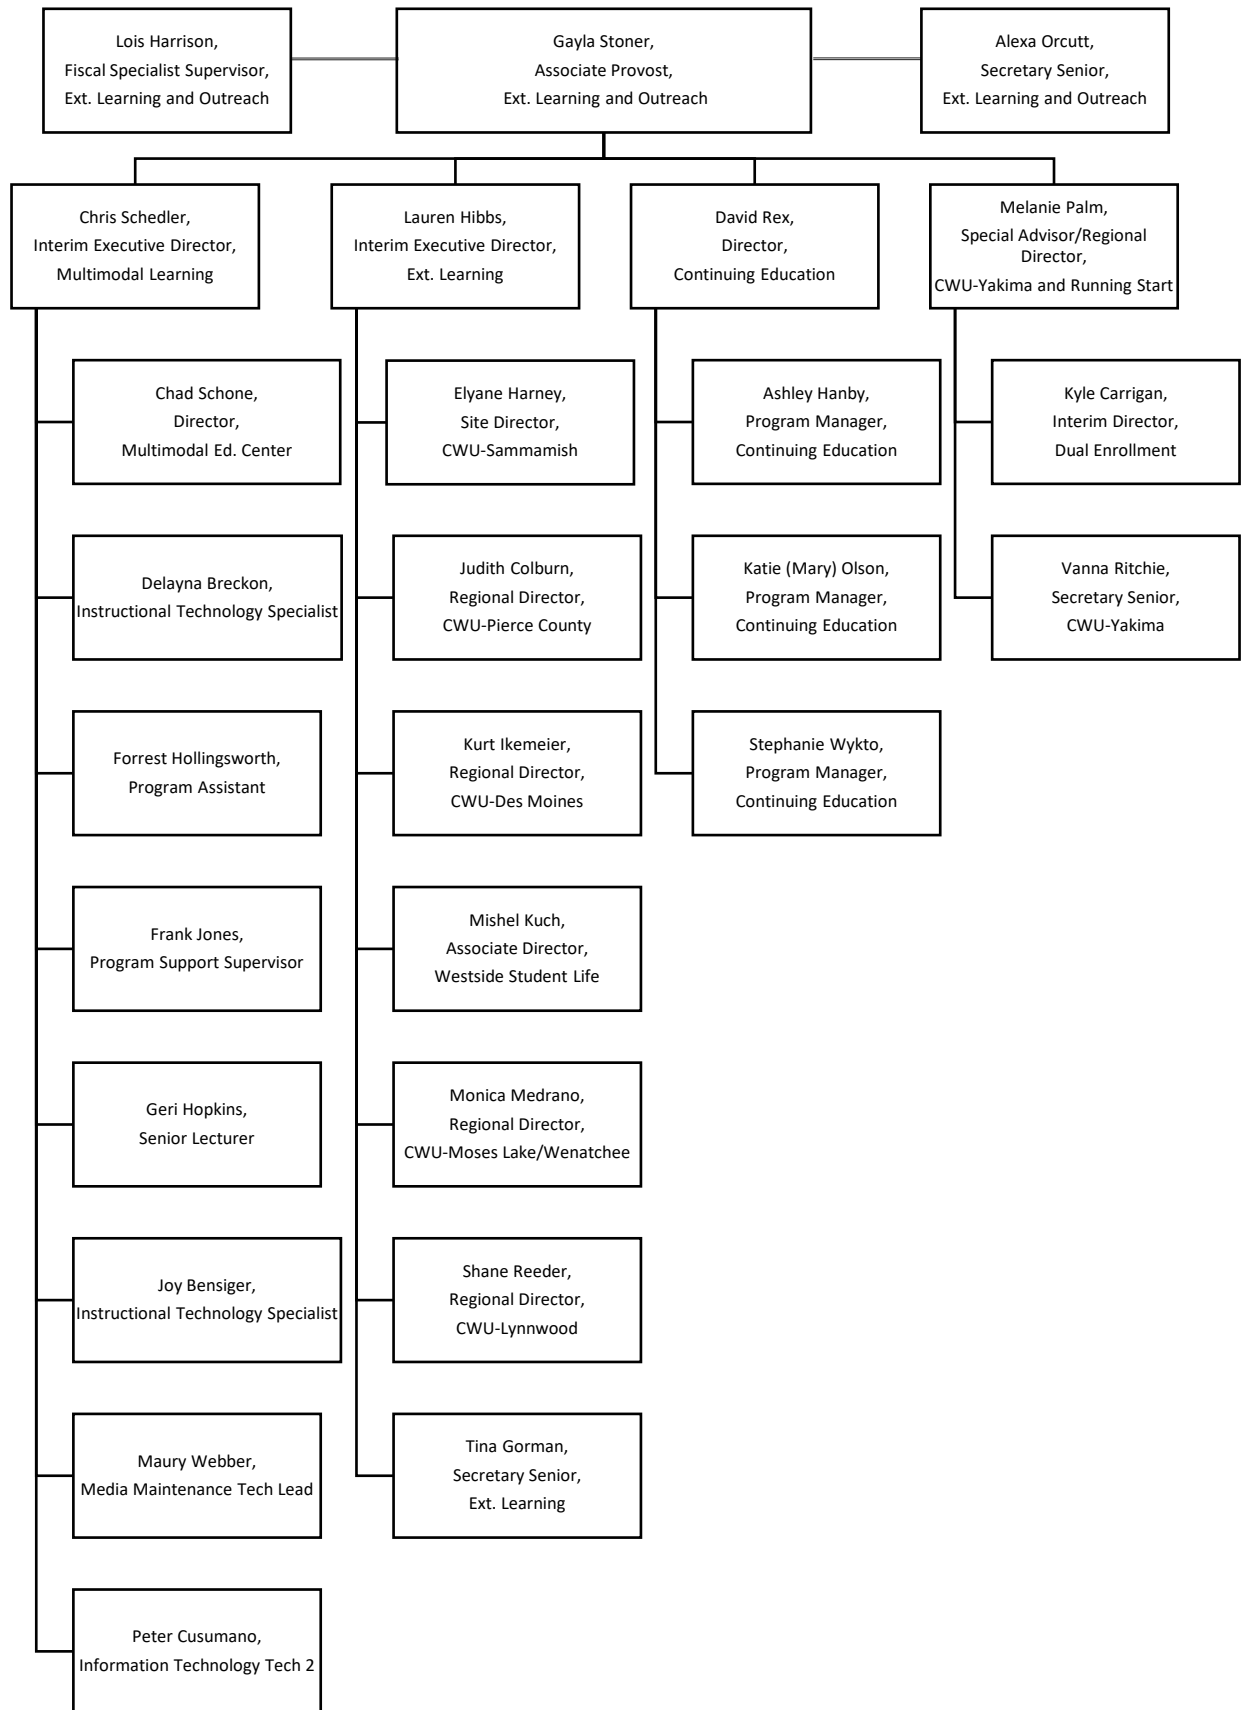 Lois Harrison,
Fiscal Specialist Supervisor,
Ext. Learning and Outreach
Gayla Stoner,
Associate Provost,
Ext. Learning and Outreach
Alexa Orcutt,
Secretary Senior,
Ext. Learning and Outreach
Chris Schedler,
Interim Executive Director,
Multimodal Learning
Lauren Hibbs,
Interim Executive Director,
Ext. Learning
David Rex,
Director,
Continuing Education
Melanie Palm,
Special Advisor/Regional
Director,
CWU-Yakima and Running Start
Chad Schone,
Director,
Multimodal Ed. Center
Delayna Breckon,
Instructional Technology Specialist
Forrest Hollingsworth,
Program Assistant
Frank Jones,
Program Support Supervisor
Geri Hopkins,
Senior Lecturer
Joy Bensiger,
Instructional Technology Specialist
Maury Webber,
Media Maintenance Tech Lead
Peter Cusumano,
Information Technology Tech 2
Elyane Harney,
Site Director,
CWU-Sammamish
Judith Colburn,
Regional Director,
CWU-Pierce County
Kurt Ikemeier,
Regional Director,
CWU-Des Moines
Mishel Kuch,
Associate Director,
Westside Student Life
Monica Medrano,
Regional Director,
CWU-Moses Lake/Wenatchee
Shane Reeder,
Regional Director,
CWU-Lynnwood
Tina Gorman,
Secretary Senior,
Ext. Learning
Ashley Hanby,
Program Manager,
Continuing Education
Katie (Mary) Olson,
Program Manager,
Continuing Education
Stephanie Wykto,
Program Manager,
Continuing Education
Kyle Carrigan,
Interim Director,
Dual Enrollment
Vanna Ritchie,
Secretary Senior,
CWU-Yakima